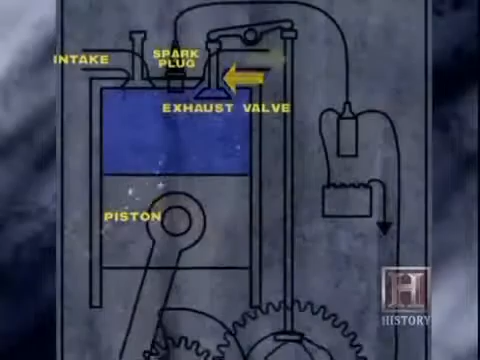 INTAKE
SPARK
PLUG
EXHAUST VALVE
PISTON
H
HISTORY